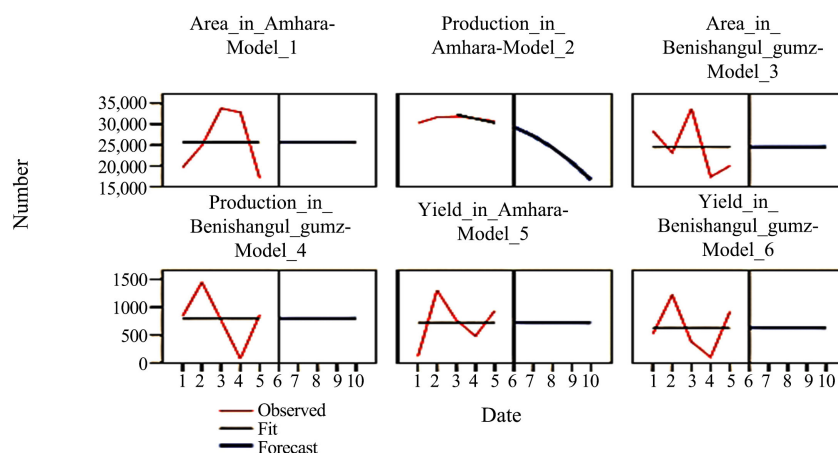 Area_in_Amhara-
Model_1
Production_in_
Amhara-Model_2
Area_in_
Benishangul_gumz-
Model_3
35,000
30,000
25,000
20,000
15,000
Number
Production_in_
Benishangul_gumz-
Model_4
Yield_in_Amhara-
Model_5
Yield_in_
Benishangul_gumz-
Model_6
1500
1000
500
0
1 2 3 4 5 6 7 8 9 10
1 2 3 4 5 6 7 8 9 10
1 2 3 4 5 6 7 8 9 10
Date
Observed
Fit
Forecast